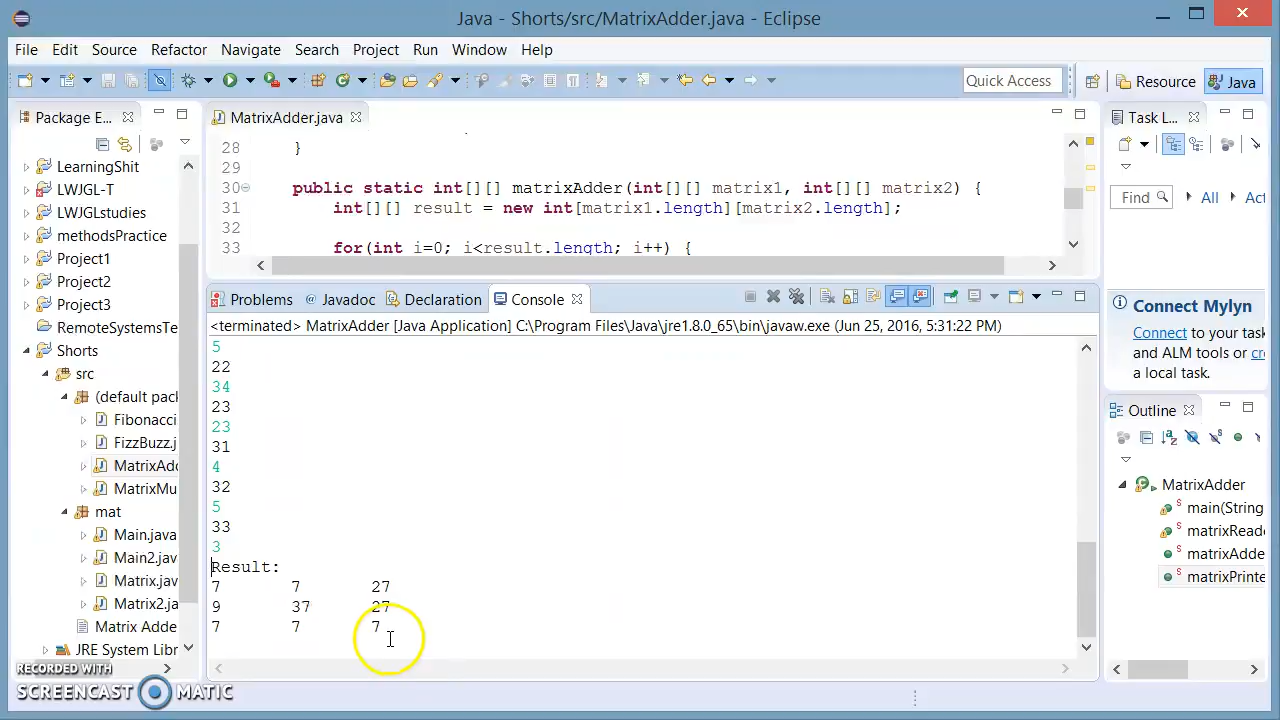 Java - Shorts/src/MatrixAdder.java - Eclipse
File Edit Source Refactor Navigate Search Project Run Window Help
Quick Access
Resource
Java
Package E...
LearningShit
LWJGL-T
LWJGLstudies
methodsPractice
Project1
Project2
Project3
RemoteSystemsTe
Shorts
src
(default pack
Fibonacci
FizzBuzz.j
MatrixAdd
MatrixMu
mat
Main.java
Main2.jav
Matrix.jav
Matrix2.ja
Matrix Adde
JRE System Libr
MatrixAdder.java
28 }
29
30 public static int[][] matrixAdder(int[][] matrix1, int[][] matrix2) {
31 int[][] result = new int[matrix1.length][matrix2.length];
32
33 for(int i=0; i<result.length; i++) {
Problems @ Javadoc Declaration Console
<terminated> MatrixAdder [Java Application] C:\Program Files\Java\jre1.8.0_65\bin\javaw.exe (Jun 25, 2016, 5:31:22 PM)
5
22
34
23
23
31
4
32
5
33
3
Result:
7 7 27
9 37 27
7 7 7
Task L...
Find All Act
Connect Mylyn
Connect to your task
and ALM tools or cr
a local task.
Outline
MatrixAdder
main(String
matrixReade
matrixAdde
matrixPrinte
RECORDED WITH
SCREENCAST MATIC